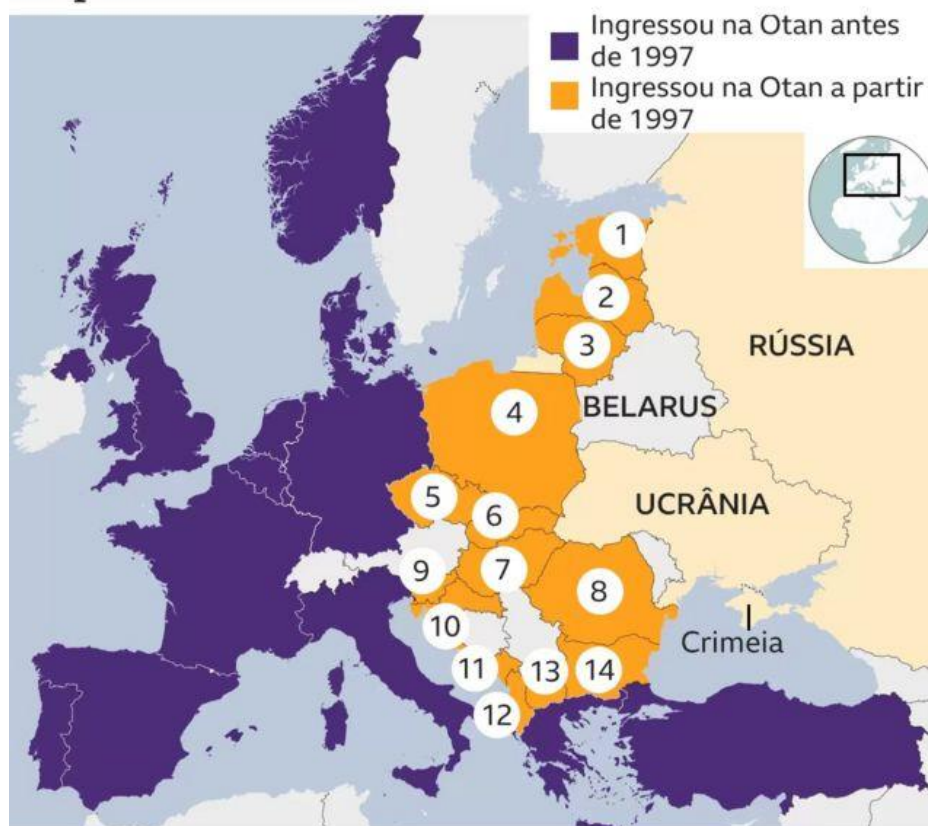 Ingressou na Otan antes
de 1997
Ingressou na Otan a partir
de 1997
1
2
3
RÚSSIA
BELARUS
4
UCRÂNIA
5
6
7
9
8
10
Crimeia
11
13
14
12